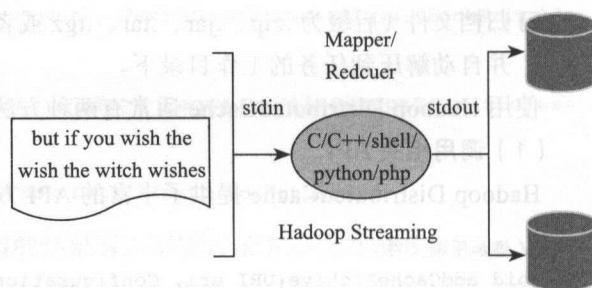 Mapper/
Redcuer
stdin
stdout
but if you wish the
wish the witch wishes
C/C++/shell/
python/php
Hadoop Streaming